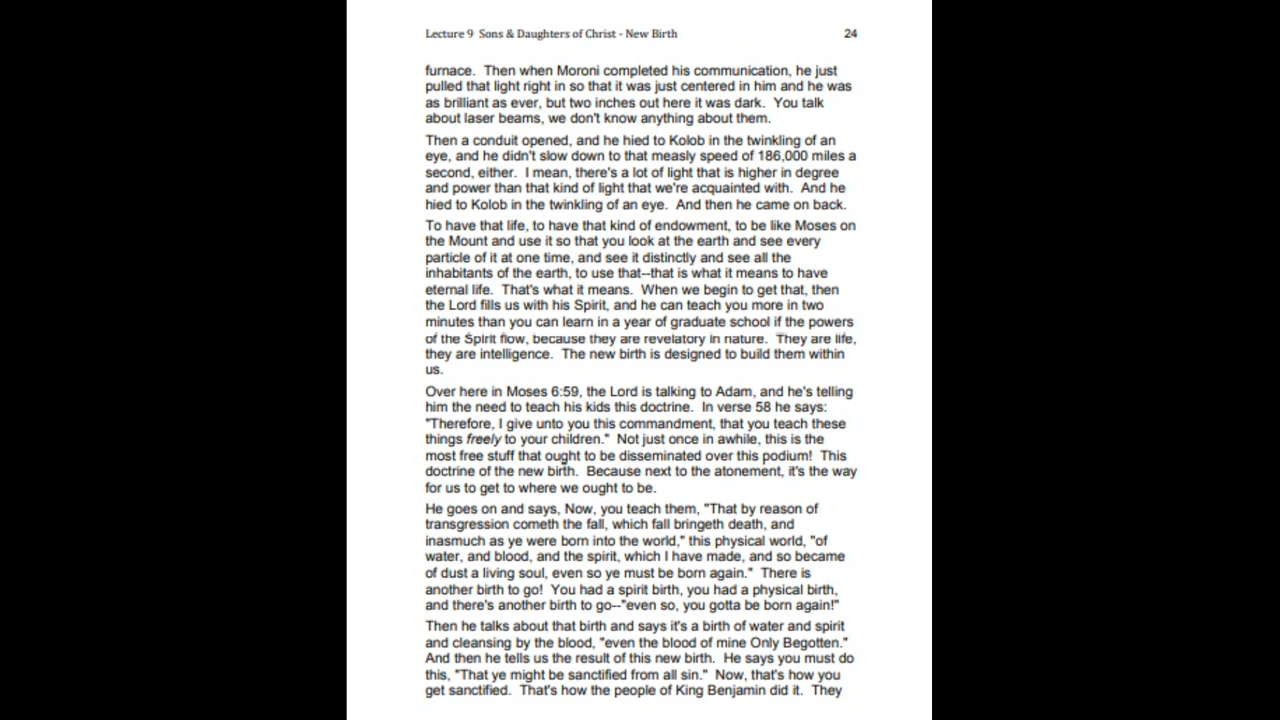 Lecture 9 Sons & Daughters of Christ - New Birth 24
furnace. Then when Moroni completed his communication, he just
pulled that light right in so that it was just centered in him and he was
as brilliant as ever, but two inches out here it was dark. You talk
about laser beams, we don't know anything about them.
Then a conduit opened, and he hied to Kolob in the twinkling of an
eye, and he didn't slow down to that measly speed of 186,000 miles a
second, either. I mean, there's a lot of light that is higher in degree
and power than that kind of light that we're acquainted with. And he
hied to Kolob in the twinkling of an eye. And then he came on back.
To have that life, to have that kind of endowment, to be like Moses on
the Mount and use it so that you look at the earth and see every
particle of it at one time, and see it distinctly and see all the
inhabitants of the earth, to use that--that is what it means to have
eternal life. That's what it means. When we begin to get that, then
the Lord fills us with his Spirit, and he can teach you more in two
minutes than you can learn in a year of graduate school if the powers
of the Spirit flow, because they are revelatory in nature. They are life,
they are intelligence. The new birth is designed to build them within
us.
Over here in Moses 6:59, the Lord is talking to Adam, and he's telling
him the need to teach his kids this doctrine. In verse 58 he says:
"Therefore, I give unto you this commandment, that you teach these
things freely to your children." Not just once in awhile, this is the
most free stuff that ought to be disseminated over this podium! This
doctrine of the new birth. Because next to the atonement, it's the way
for us to get to where we ought to be.
He goes on and says, Now, you teach them, "That by reason of
transgression cometh the fall, which fall bringeth death, and
inasmuch as ye were born into the world," this physical world, "of
water, and blood, and the spirit, which I have made, and so became
of dust a living soul, even so ye must be born again." There is
another birth to go! You had a spirit birth, you had a physical birth,
and there's another birth to go--"even so, you gotta be born again!"
Then he talks about that birth and says it's a birth of water and spirit
and cleansing by the blood, "even the blood of mine Only Begotten."
And then he tells us the result of this new birth. He says you must do
this, "That ye might be sanctified from all sin." Now, that's how you
get sanctified. That's how the people of King Benjamin did it. They